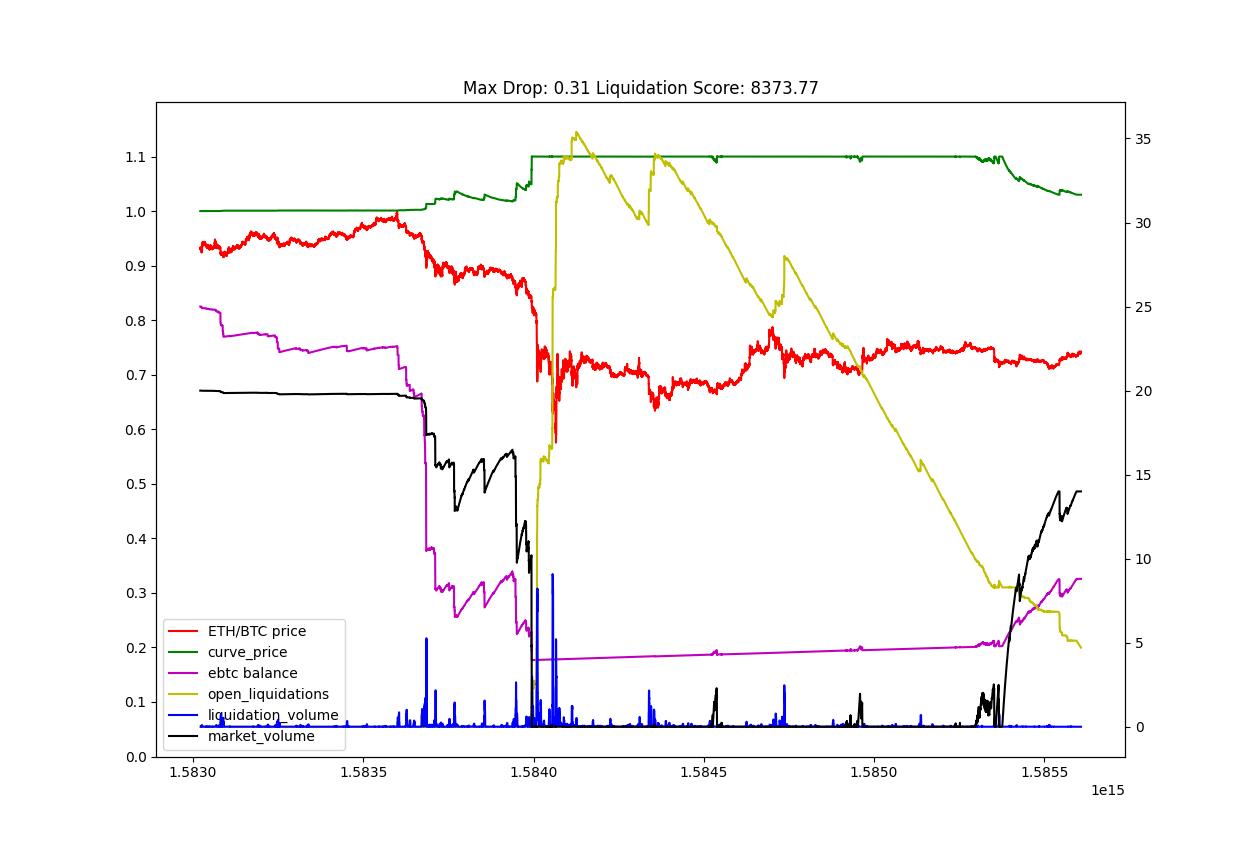 Max Drop: 0.31 Liquidation Score: 8373.77
1.1
1.0
0.9
0.8
0.7
0.6
0.5
0.4
0.3
0.2
0.1
0.0
35
30
25
20
15
10
5
0
ETH/BTC price
curve_price
ebtc balance
open_liquidations
liquidation_volume
market_volume
1.5830 1.5835 1.5840 1.5845 1.5850 1.5855
1e15